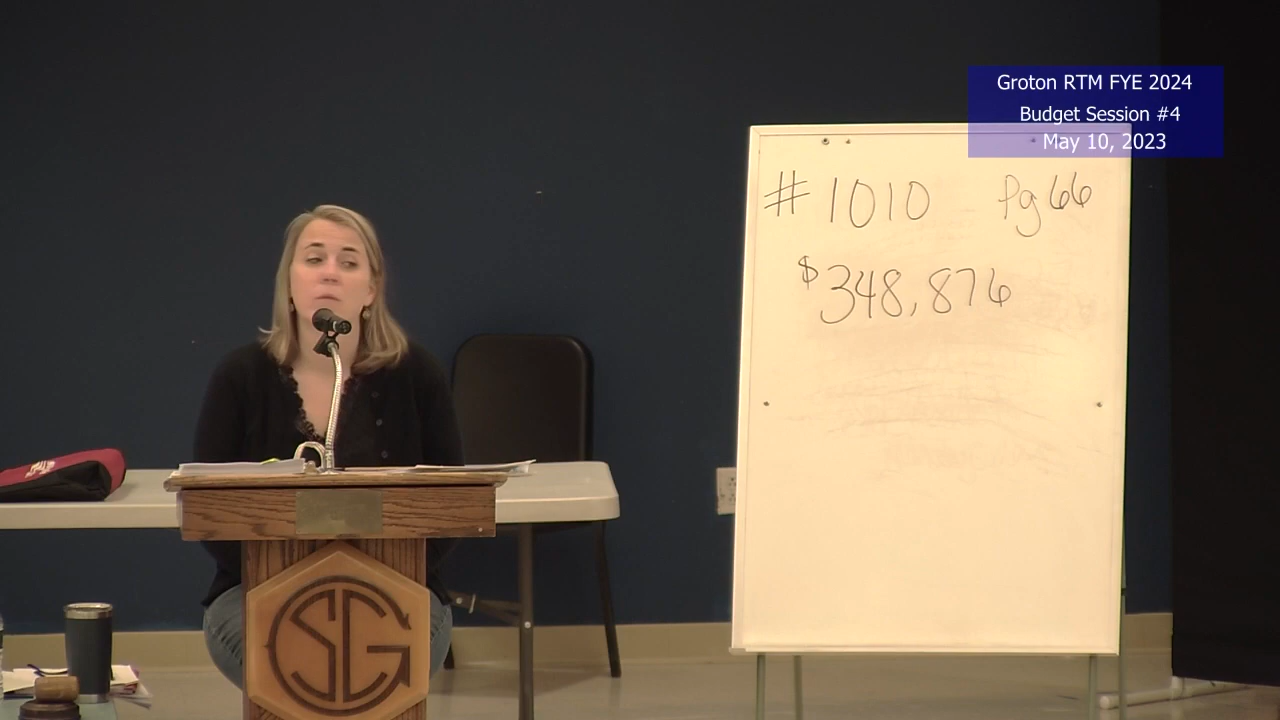 Groton RTM FYE 2024
Budget Session #4
May 10, 2023
#1010 Pg 66
$348,876
SG